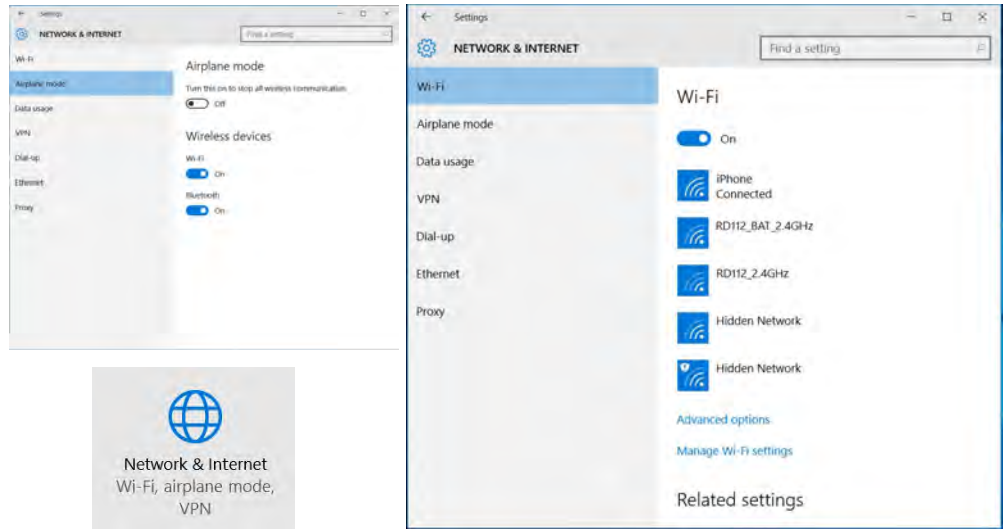 Settings
NETWORK & INTERNET
Find a setting
Wi-Fi
Airplane mode
Data usage
VPN
Dial-up
Ethernet
Proxy
Airplane mode
Turn this on to stop all wireless communication
Off
Wireless devices
Wi-Fi
On
Bluetooth
On
Network & Internet
Wi-Fi, airplane mode,
VPN
Settings
NETWORK & INTERNET
Find a setting
Wi-Fi
Airplane mode
Data usage
VPN
Dial-up
Ethernet
Proxy
Wi-Fi
On
iPhone
Connected
RD112_BAT_2.4GHz
RD112_2.4GHz
Hidden Network
Hidden Network
Advanced options
Manage Wi-Fi settings
Related settings